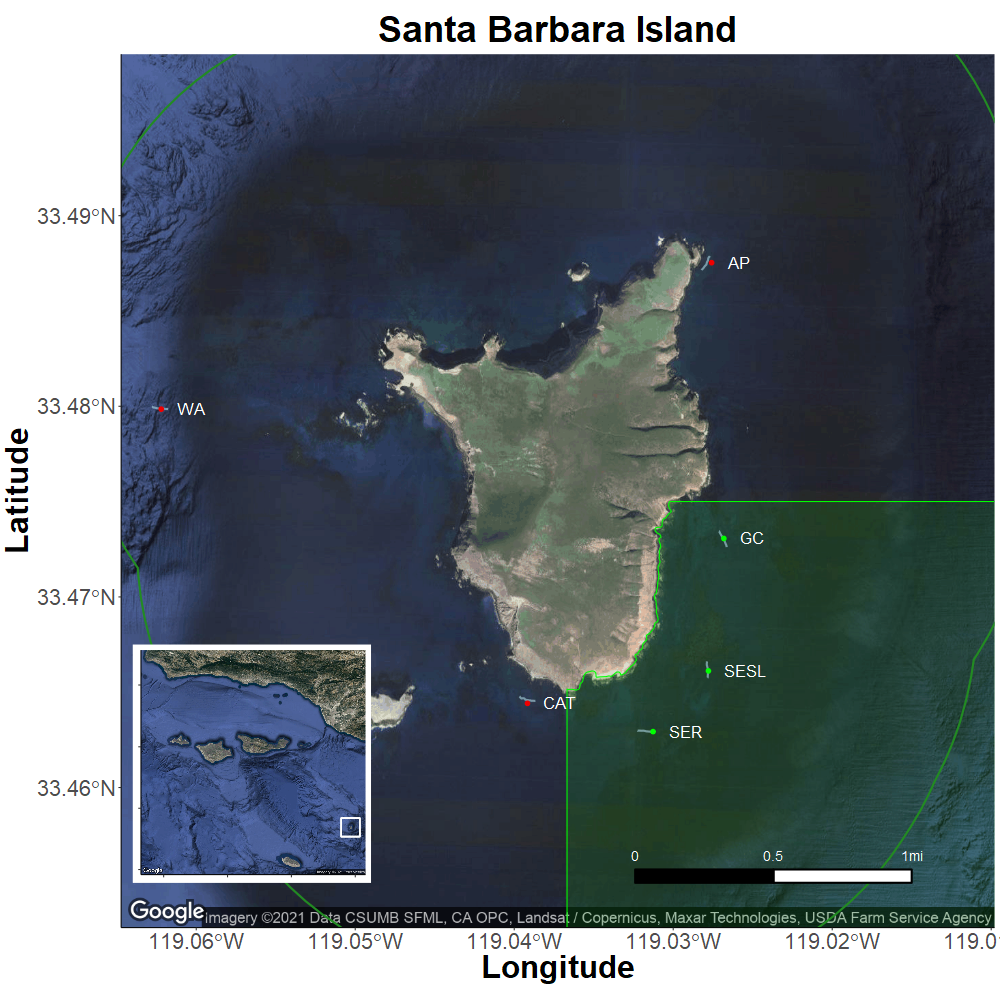 Santa Barbara Island
33.49°N
AP
33.48°N
WA
Latitude
GC
33.47°N
SESL
CAT
SER
33.46°N
0 0.5 1mi
Google
Google
Imagery ©2021 Data CSUMB SFML, CA OPC, Landsat / Copernicus, Maxar Technologies, USDA Farm Service Agency
119.06°W 119.05°W 119.04°W 119.03°W 119.02°W 119.0
Longitude